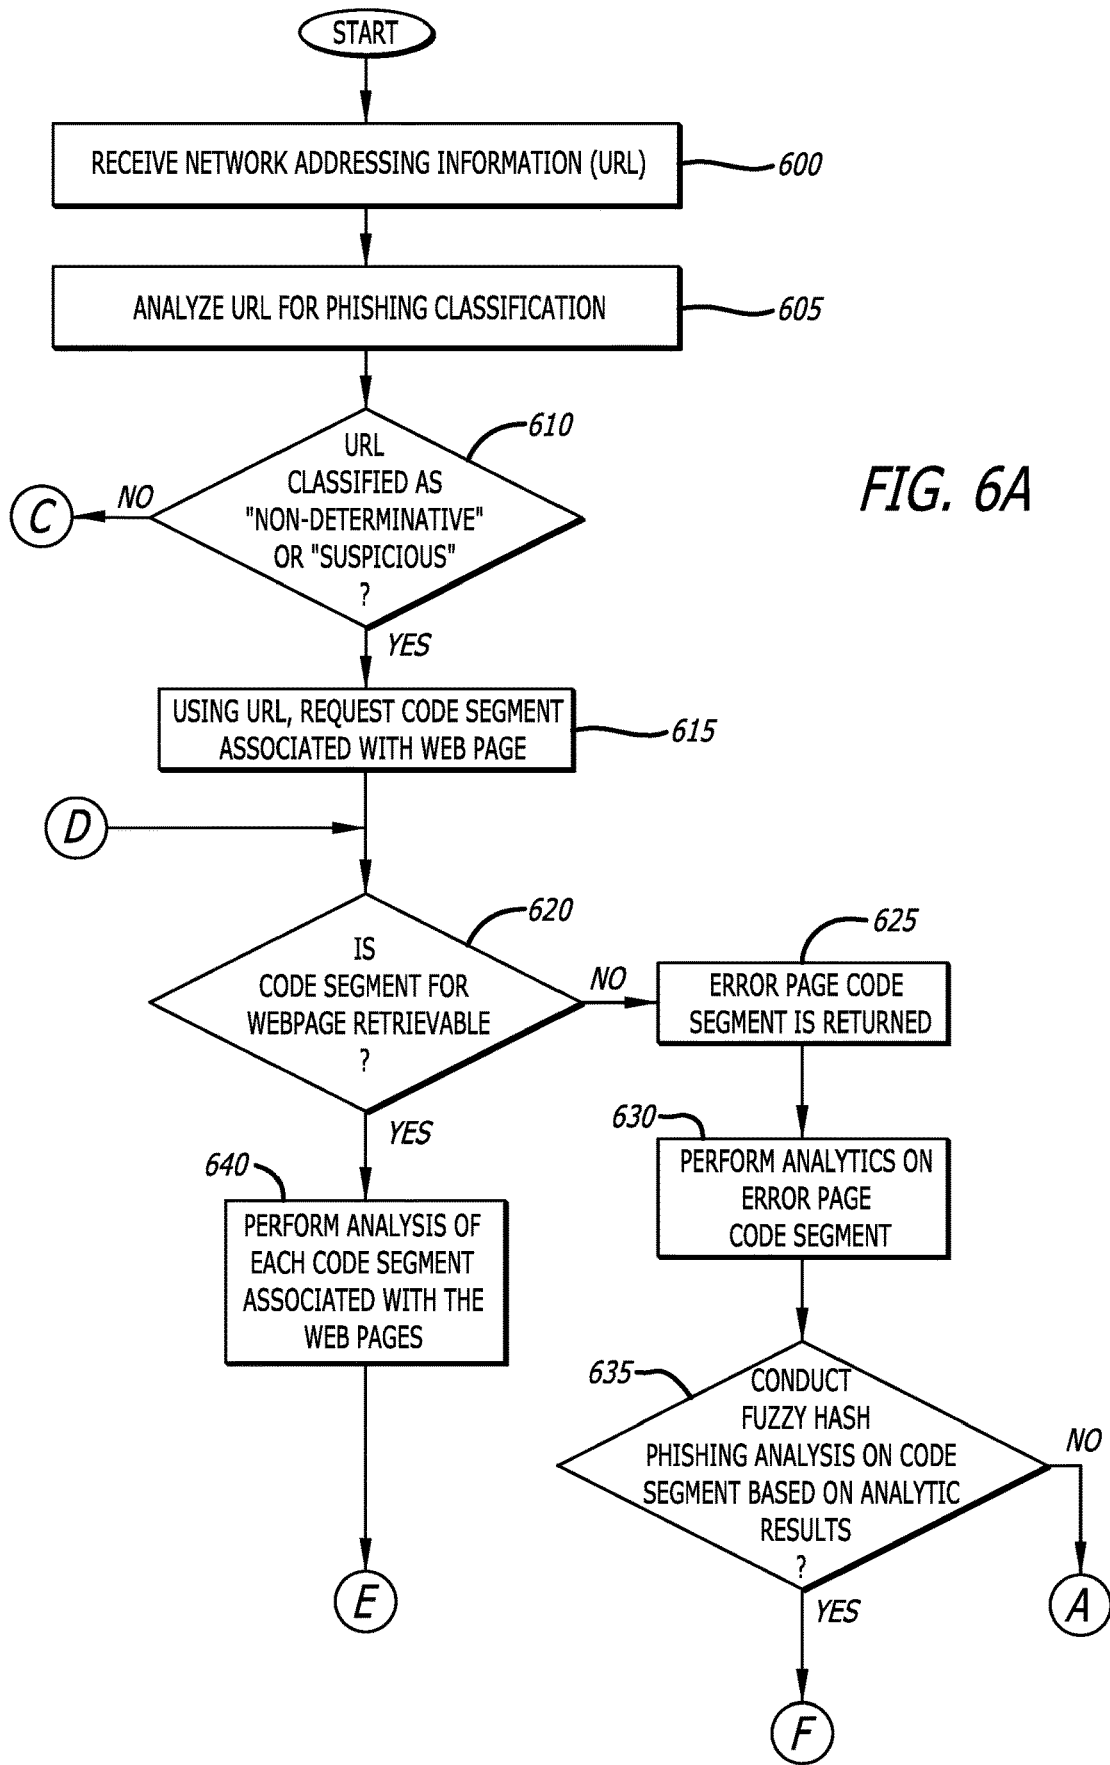 START
RECEIVE NETWORK ADDRESSING INFORMATION (URL)
600
ANALYZE URL FOR PHISHING CLASSIFICATION
605
610
URL
CLASSIFIED AS
"NON-DETERMINATIVE"
OR "SUSPICIOUS"
?
NO
C
FIG. 6A
YES
USING URL, REQUEST CODE SEGMENT
ASSOCIATED WITH WEB PAGE
615
D
620
IS
CODE SEGMENT FOR
WEBPAGE RETRIEVABLE
?
NO
625
ERROR PAGE CODE
SEGMENT IS RETURNED
YES
630
PERFORM ANALYTICS ON
ERROR PAGE
CODE SEGMENT
640
PERFORM ANALYSIS OF
EACH CODE SEGMENT
ASSOCIATED WITH THE
WEB PAGES
635
CONDUCT
FUZZY HASH
PHISHING ANALYSIS ON CODE
SEGMENT BASED ON ANALYTIC
RESULTS
?
NO
E
YES
A
F